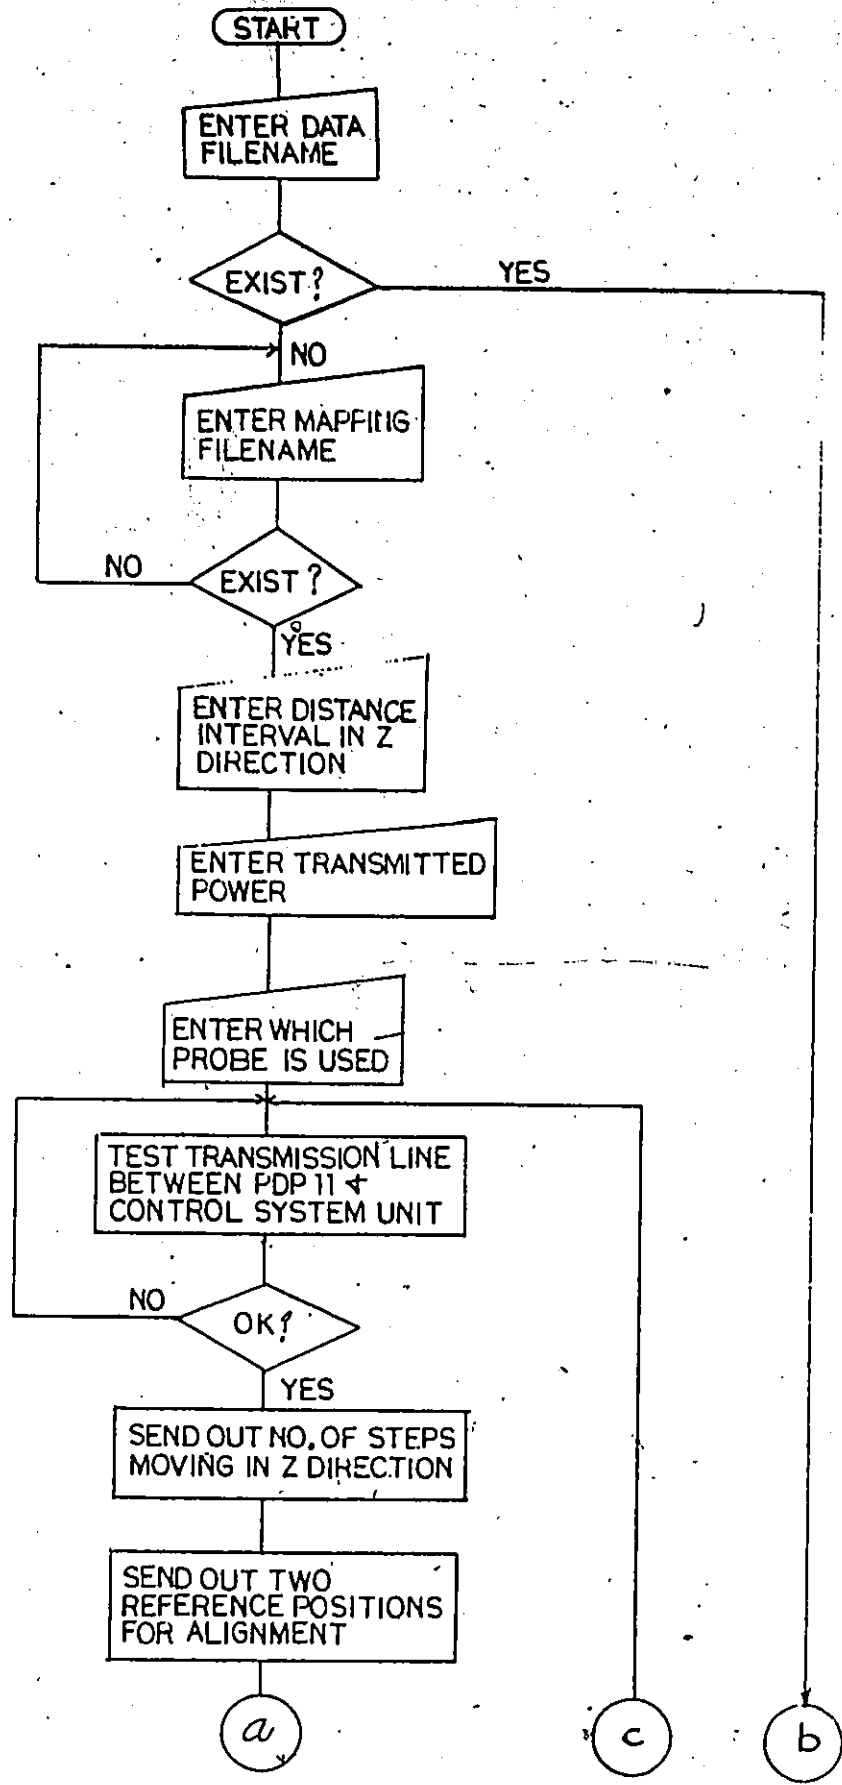 START
ENTER DATA
FILENAME
EXIST?
YES
NO
ENTER MAPPING
FILENAME
NO
EXIST?
YES
ENTER DISTANCE
INTERVAL IN Z
DIRECTION
ENTER TRANSMITTED
POWER
ENTER WHICH
PROBE IS USED
TEST TRANSMISSION LINE
BETWEEN PDP 11 &
CONTROL SYSTEM UNIT
NO
OK?
YES
SEND OUT NO. OF STEPS
MOVING IN Z DIRECTION
SEND OUT TWO
REFERENCE POSITIONS
FOR ALIGNMENT
a
c
b